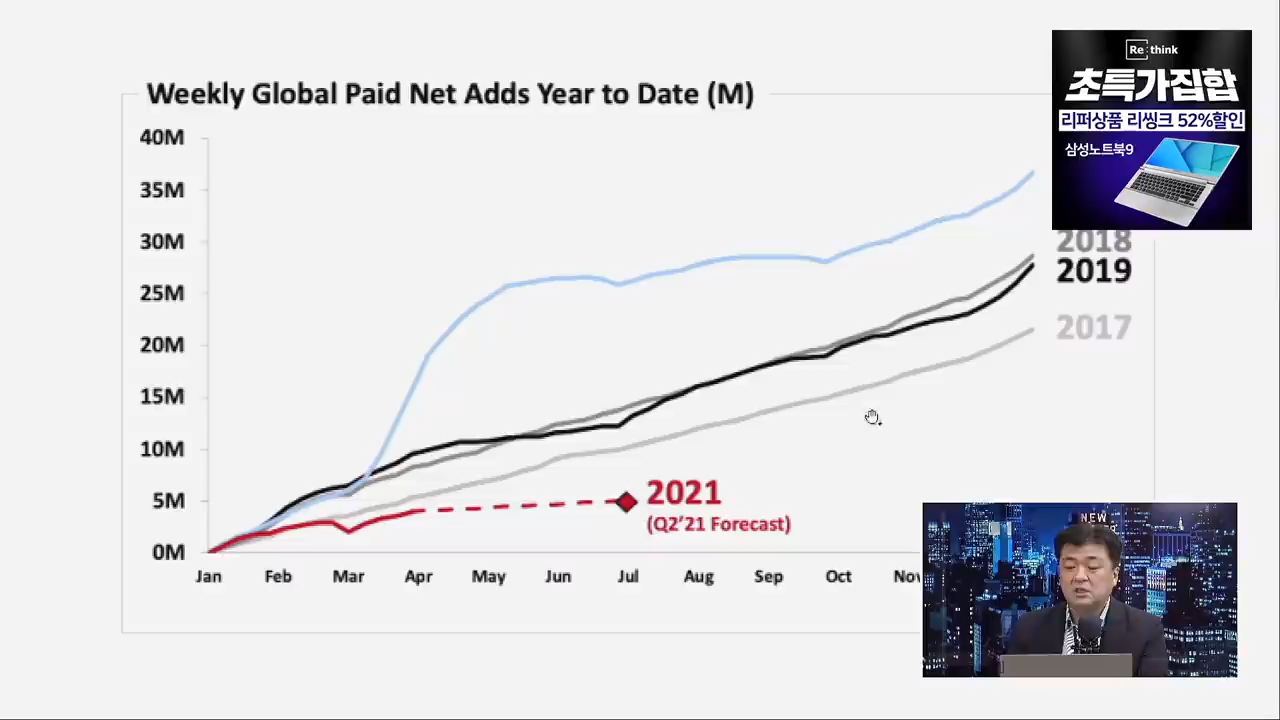 Weekly Global Paid Net Adds Year to Date (M)
40M
35M
30M
25M
20M
15M
10M
5M
0M
Jan
Feb
Mar
Apr
May
Jun
Jul
Aug
Sep
Oct
2018
2019
2017
2021
(Q2'21 Forecast)
Re:think
초특가집합
리퍼상품 리씽크 52%할인
삼성노트북9
NEW